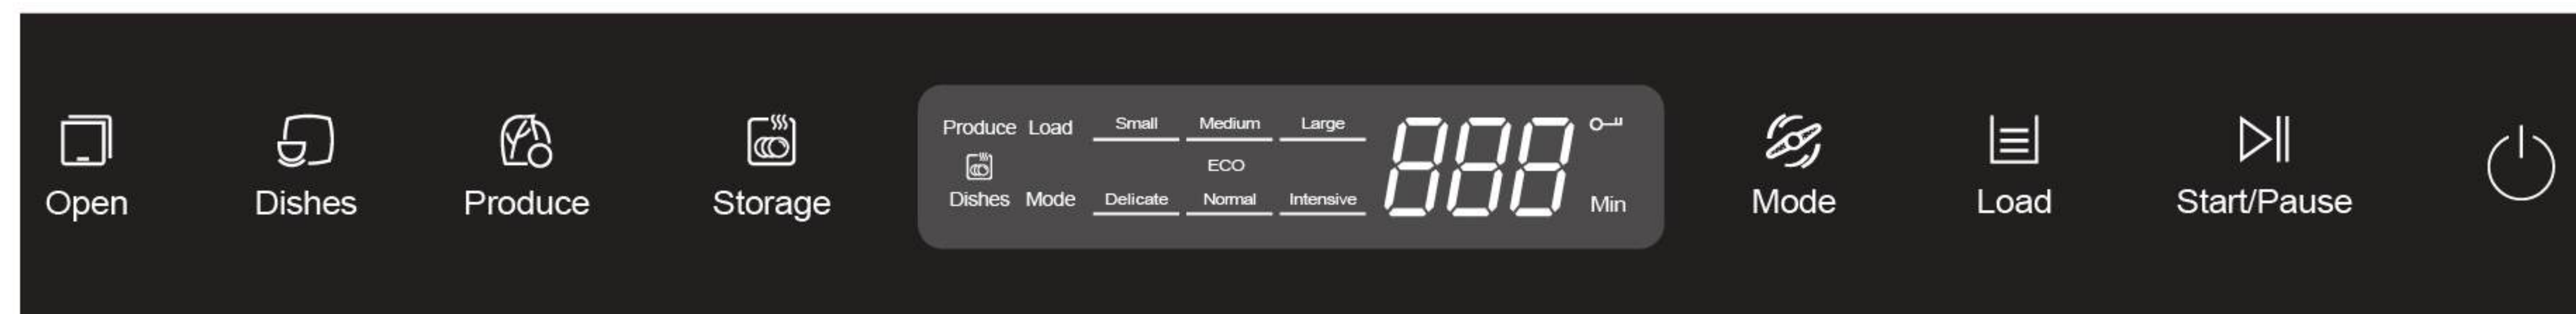 Open
Dishes
Produce
Storage
Produce Load Small Medium Large
ECO
Dishes Mode Delicate Normal Intensive
888
Min
Mode
Load
Start/Pause